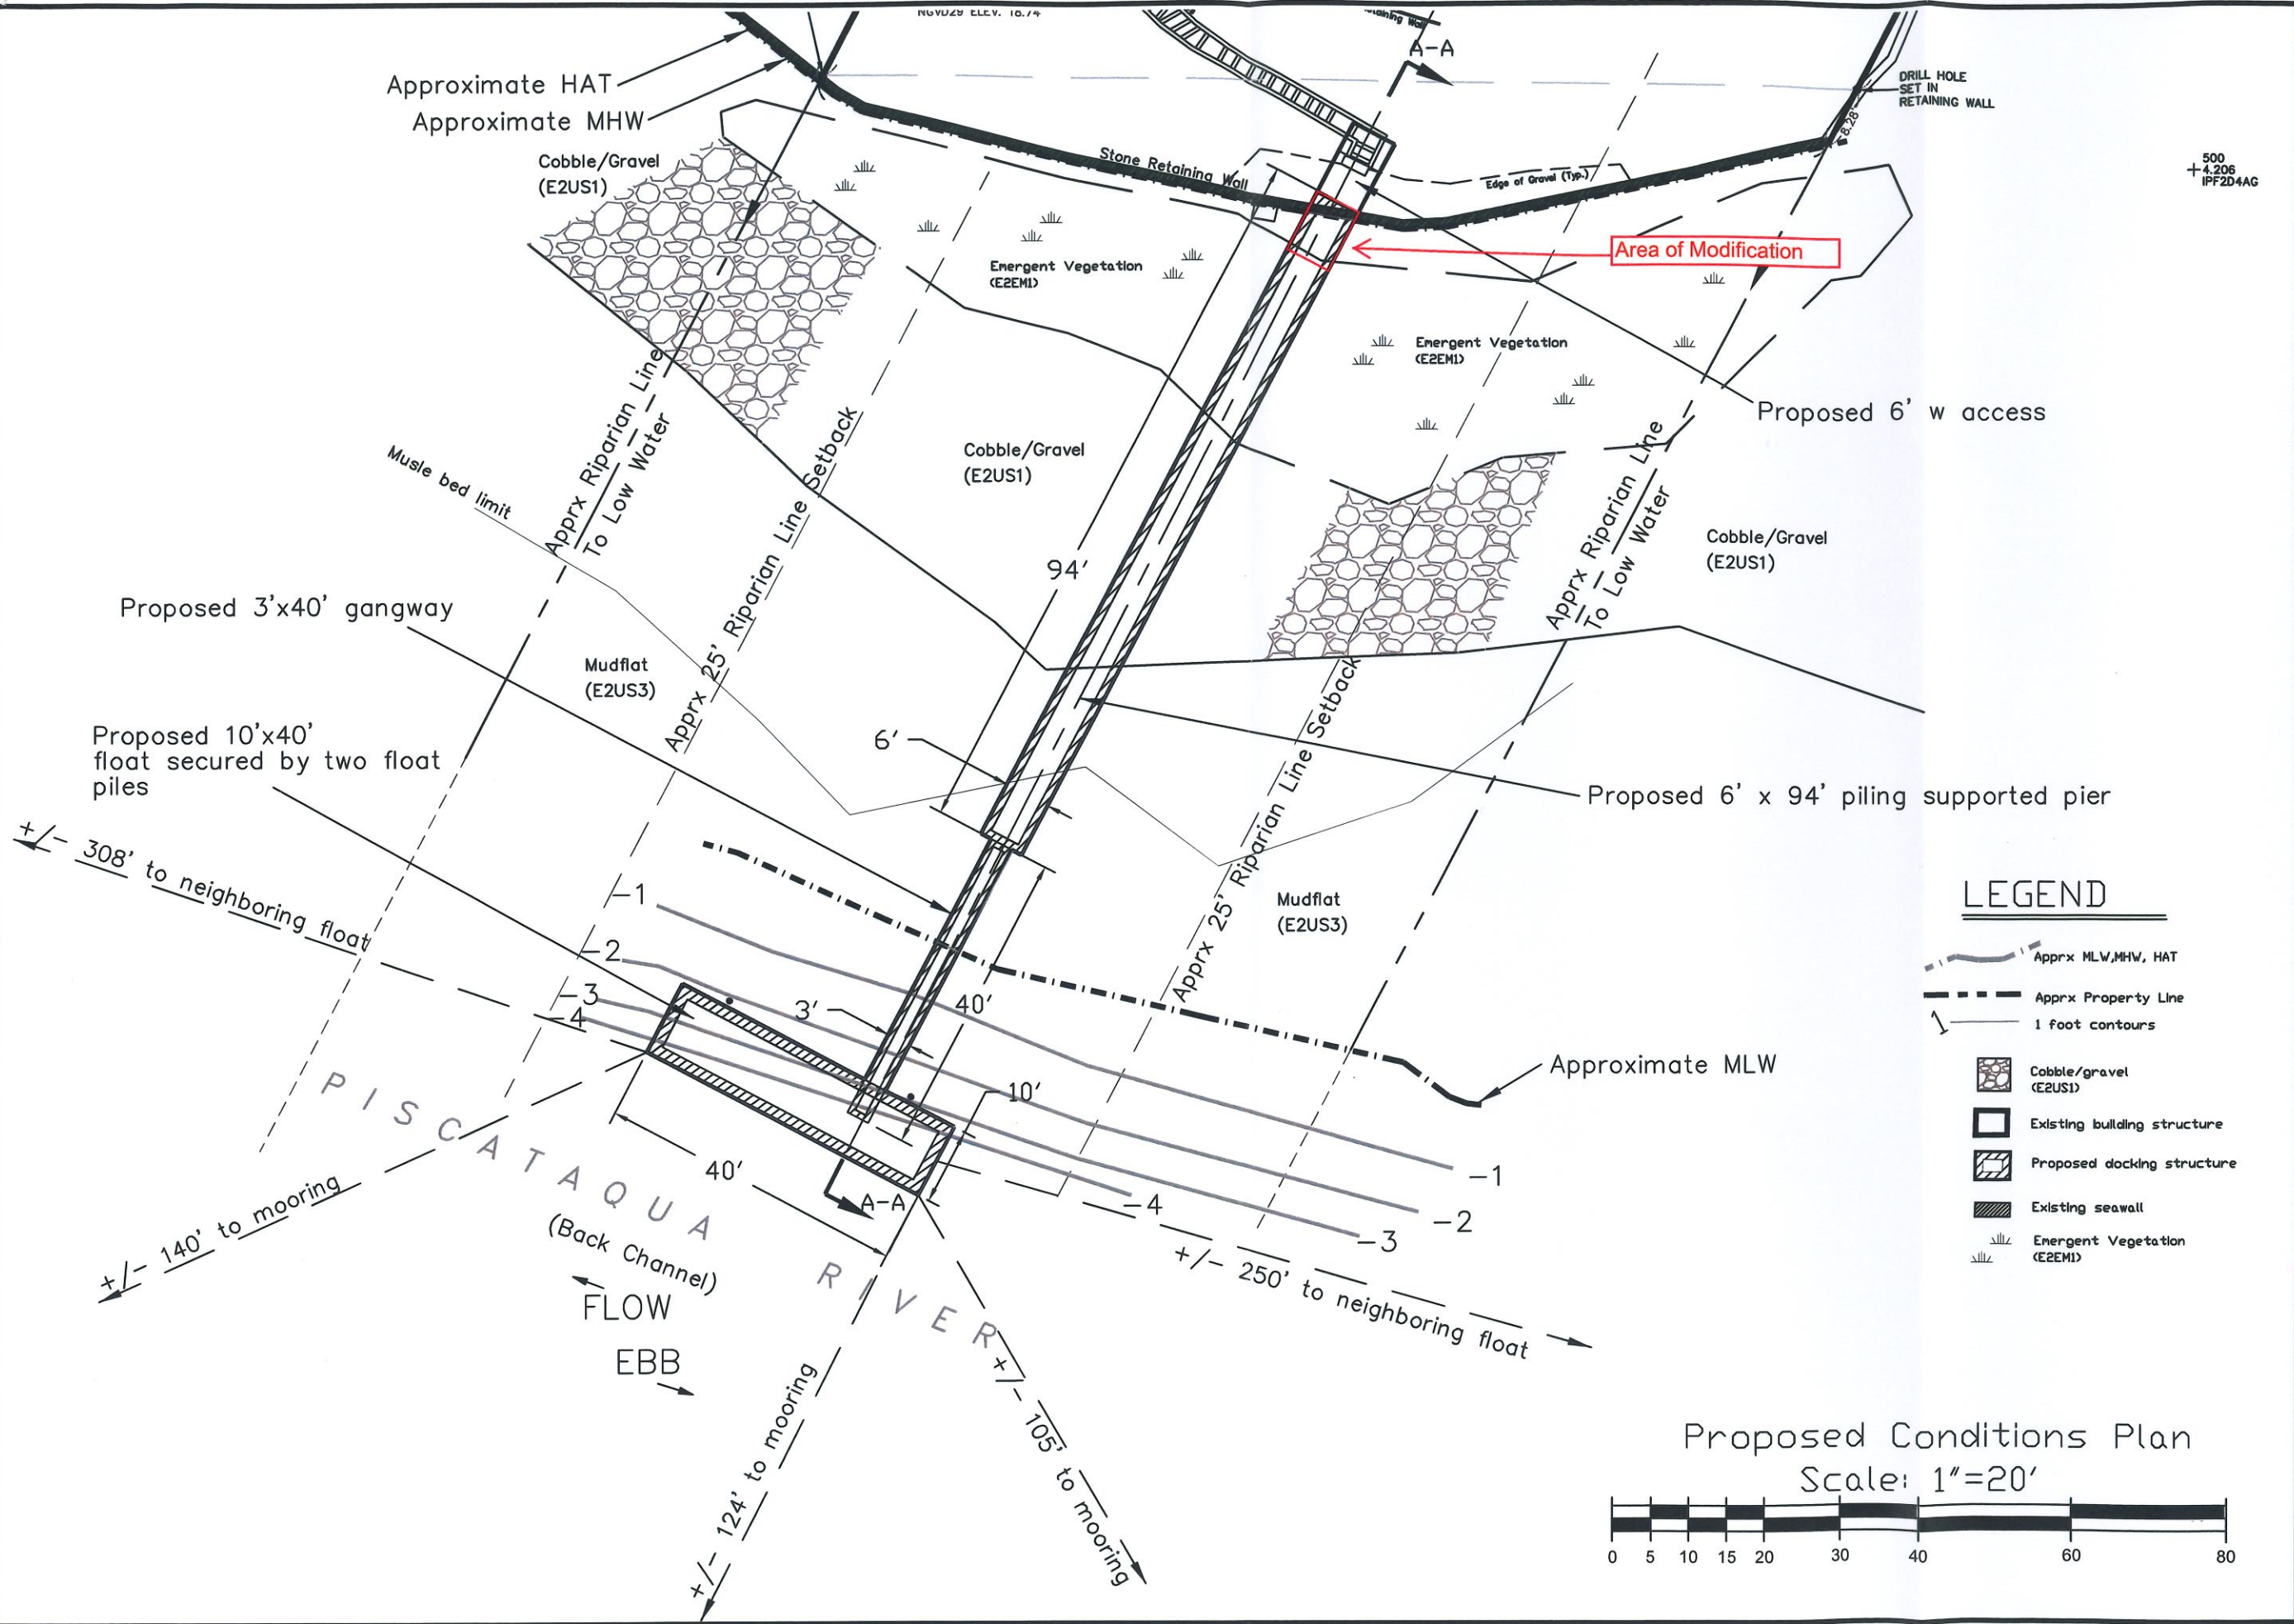 NGVD29 ELEV. 18.74
A-A
Approximate HAT
Approximate MHW
DRILL HOLE
SET IN
RETAINING WALL
8.28'
500
4.206
IPF2D4AG
Cobble/Gravel
(E2US1)
Stone Retaining Wall
Edge of Gravel (Typ.)
Area of Modification
Emergent Vegetation
(E2EM1)
Emergent Vegetation
(E2EM1)
Proposed 6' w access
Apprx Riparian Line
To Low Water
Apprx 25' Riparian Line Setback
Musle bed limit
Cobble/Gravel
(E2US1)
Apprx Riparian Line
To Low Water
Cobble/Gravel
(E2US1)
94'
Proposed 3'x40' gangway
Mudflat
(E2US3)
Apprx 25' Riparian Line Setback
Proposed 10'x40'
float secured by two float
piles
6'
Proposed 6' x 94' piling supported pier
+/- 308' to neighboring float
-1
-2
-3
-4
Mudflat
(E2US3)
3'
40'
10'
Approximate MLW
LEGEND
Apprx MLW,MHW, HAT
Apprx Property Line
1
1 foot contours
Cobble/gravel
(E2US1)
Existing building structure
Proposed docking structure
Existing seawall
Emergent Vegetation
(E2EM1)
40'
A-A
-1
-2
-3
-4
PISCATAQUA
RIVER
(Back Channel)
FLOW
EBB
+/- 140' to mooring
+/- 250' to neighboring float
+/- 124' to mooring
+/- 105' to mooring
Proposed Conditions Plan
Scale: 1"=20'
0 5 10 15 20 30 40 60 80